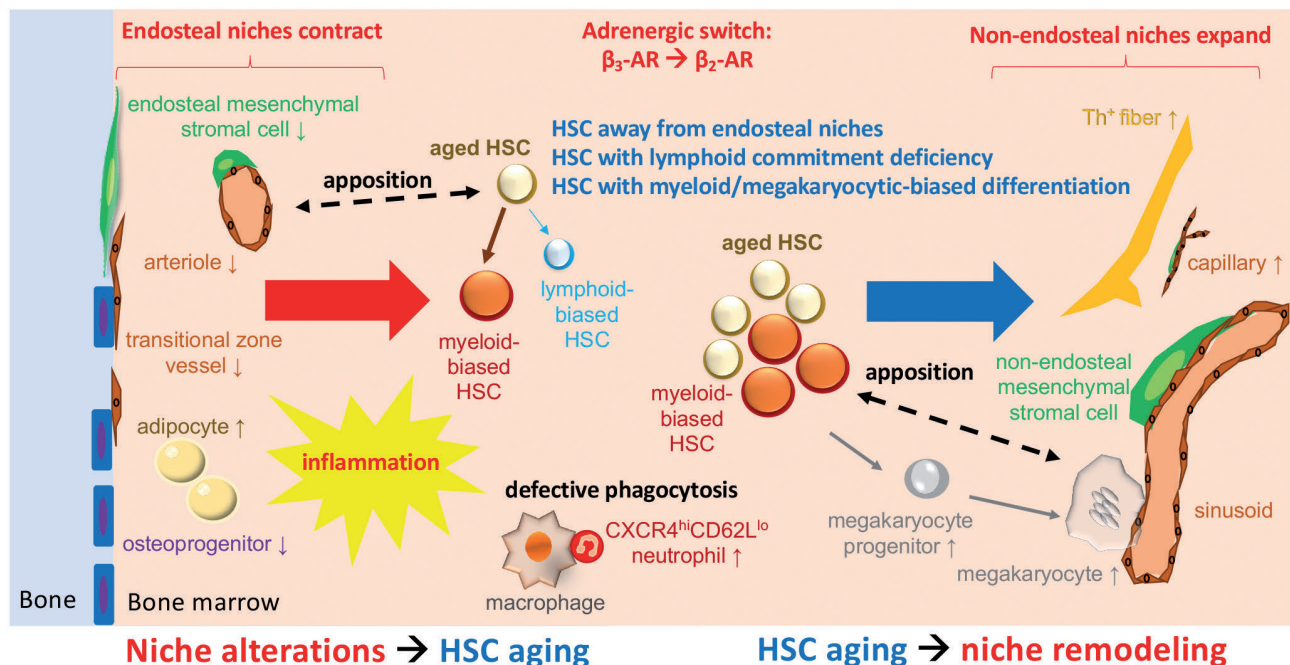 Endosteal niches contract
Adrenergic switch:
β₃-AR → β₂-AR
Non-endosteal niches expand
endosteal mesenchymal
stromal cell ↓
aged HSC
apposition
HSC away from endosteal niches
HSC with lymphoid commitment deficiency
HSC with myeloid/megakaryocytic-biased differentiation
Th⁺ fiber ↑
arteriole ↓
capillary ↑
aged HSC
lymphoid-
biased
HSC
myeloid-
biased
HSC
transitional zone
vessel ↓
non-endosteal
mesenchymal
stromal cell
apposition
myeloid-
biased
HSC
adipocyte ↑
inflammation
defective phagocytosis
CXCR4ʰⁱCD62Lˡᵒ
neutrophil ↑
macrophage
megakaryocyte
progenitor ↑
megakaryocyte ↑
sinusoid
osteoprogenitor ↓
Bone
Bone marrow
Niche alterations → HSC aging
HSC aging → niche remodeling